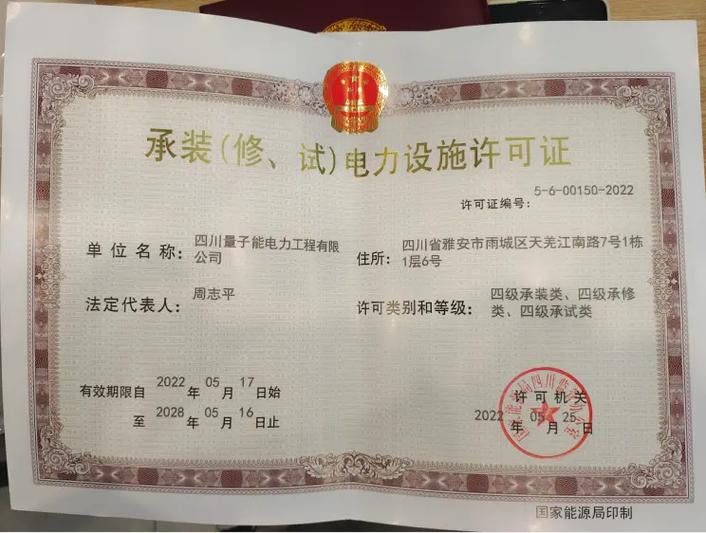 承装(修、试)电力设施许可证
5-6-00150-2022
许可证编号:
单位名称: 四川量子能电力工程有限
公司
住所: 四川省雅安市雨城区天羌江南路7号1栋
1层6号
法定代表人: 周志平
许可类别和等级: 四级承装类、四级承修
类、四级承试类
有效期限自 2022 年 05 月 17 日始
至 2028 年 05 月 16 日止
许可机关
2022 年 05 月 25 日
国家能源局印制